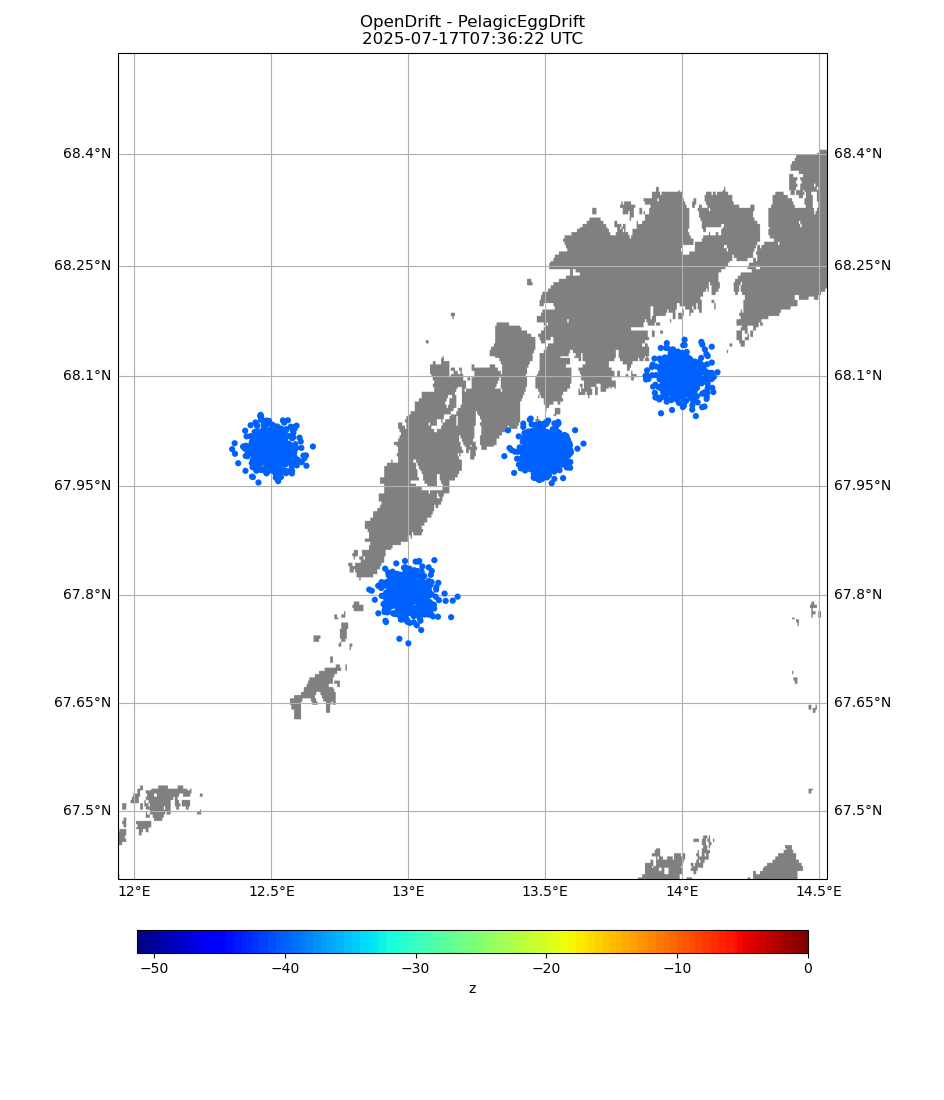 OpenDrift - PelagicEggDrift
2025-07-17T07:36:22 UTC
68.4°N 68.4°N
68.25°N 68.25°N
68.1°N 68.1°N
67.95°N 67.95°N
67.8°N 67.8°N
67.65°N 67.65°N
67.5°N 67.5°N
12°E 12.5°E 13°E 13.5°E 14°E 14.5°E
−50 −40 −30 −20 −10 0
z